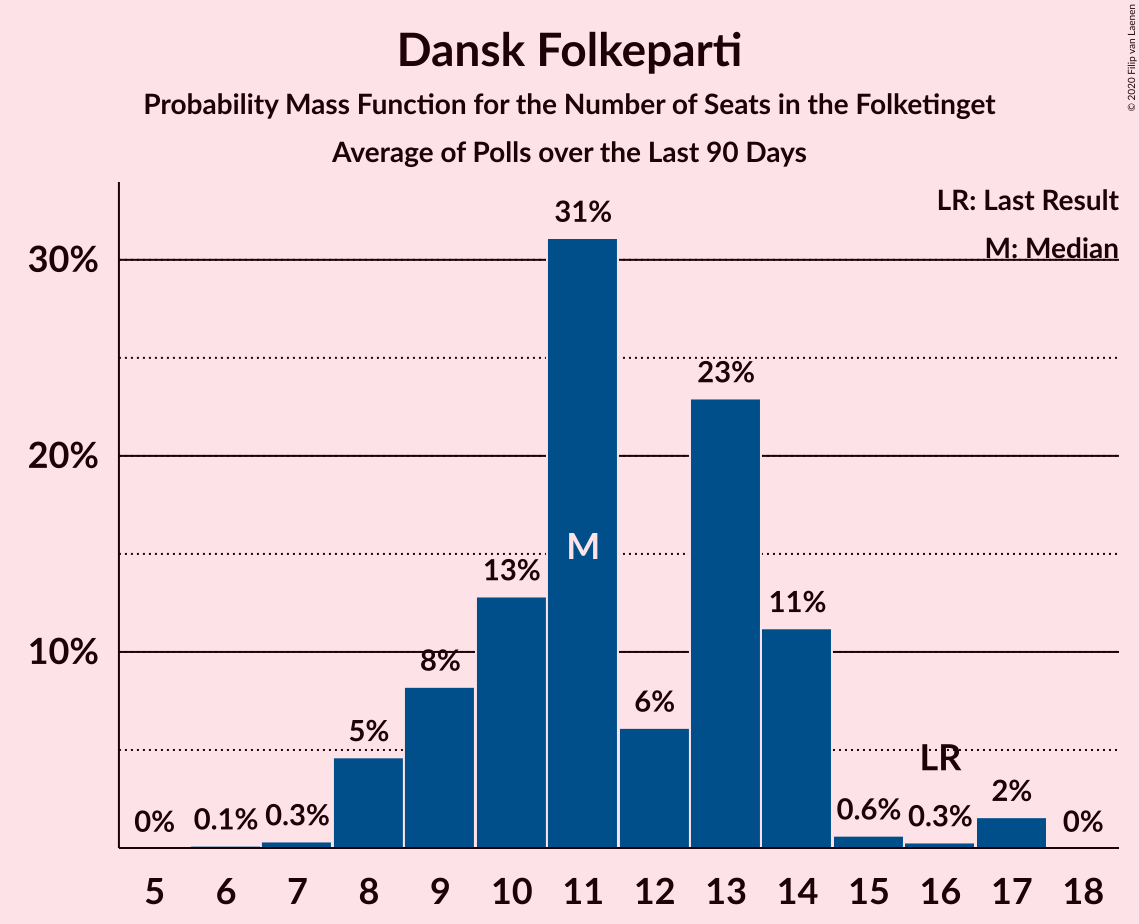 Dansk Folkeparti
Probability Mass Function for the Number of Seats in the Folketinget
Average of Polls over the Last 90 Days
© 2020 Filip van Laenen
LR: Last Result
M: Median
30%
20%
10%
0%
0.1%
0.3%
5%
8%
13%
31%
M
6%
23%
11%
0.6%
LR
0.3%
2%
0%
5 6 7 8 9 10 11 12 13 14 15 16 17 18